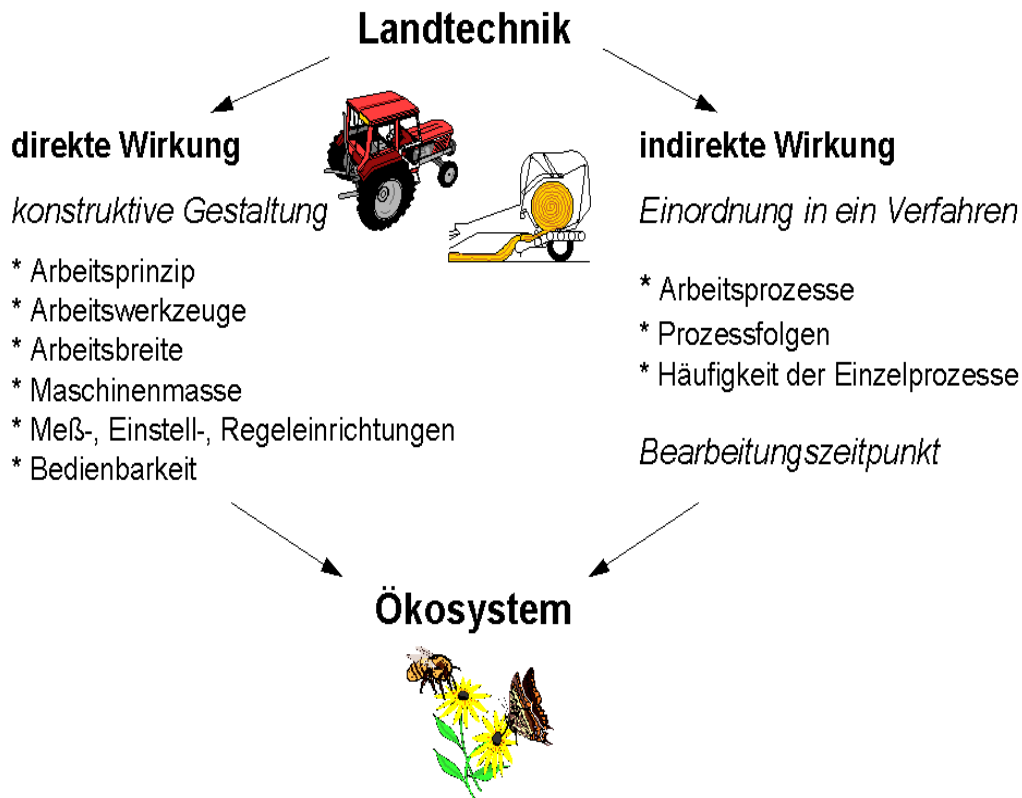 Landtechnik
direkte Wirkung
konstruktive Gestaltung
* Arbeitsprinzip
* Arbeitswerkzeuge
* Arbeitsbreite
* Maschinenmasse
* Meß-, Einstell-, Regeleinrichtungen
* Bedienbarkeit
indirekte Wirkung
Einordnung in ein Verfahren
* Arbeitsprozesse
* Prozessfolgen
* Häufigkeit der Einzelprozesse
Bearbeitungszeitpunkt
Ökosystem